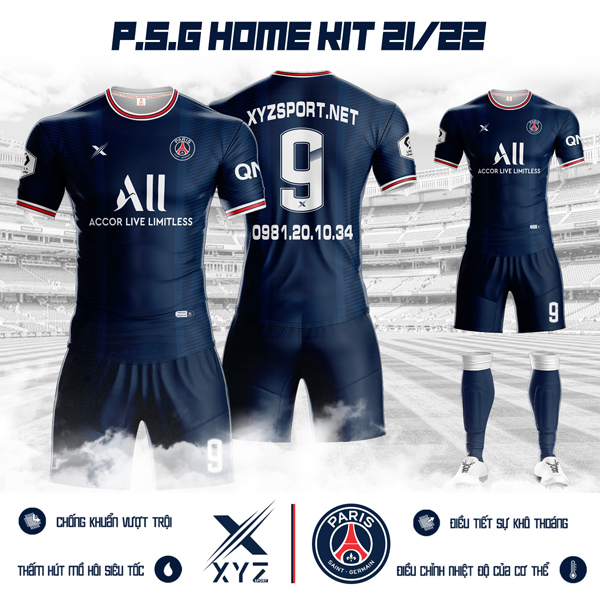 P.S.G HOME KIT 21/22
XYZSPORT.NET
9
0981.20.10.34
PARIS
ALL
ACCOR LIVE LIMITLESS
QN
9
PARIS
ALL
ACCOR LIVE LIMITLESS
QN
9
CHỐNG KHUẨN VƯỢT TRỘI
THẤM HÚT MỒ HÔI SIÊU TỐC
XYZ
SPORT
PARIS
SAINT-GERMAIN
ĐIỀU TIẾT SỰ KHÔ THOÁNG
ĐIỀU CHỈNH NHIỆT ĐỘ CỦA CƠ THỂ